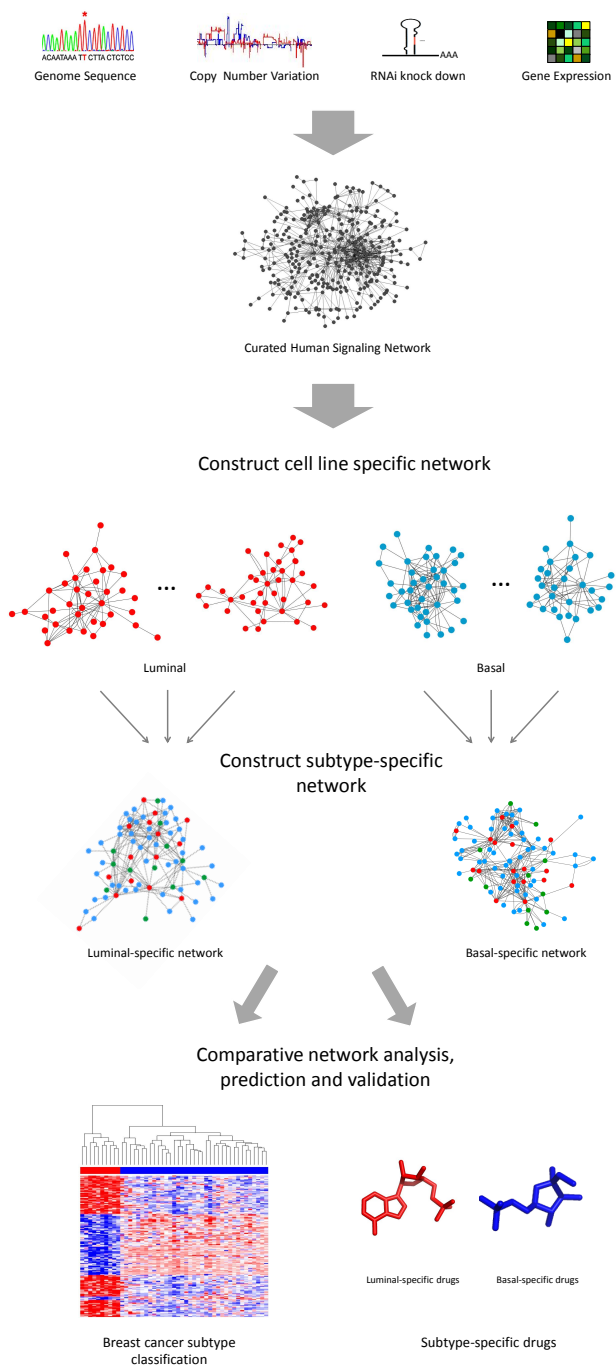 *
ACAATAAA TT CTTA CTCTCC
Genome Sequence
Copy Number Variation
AAA
RNAi knock down
Gene Expression
Curated Human Signaling Network
Construct cell line specific network
...
...
Luminal
Basal
Construct subtype-specific
network
Luminal-specific network
Basal-specific network
Comparative network analysis,
prediction and validation
Luminal-specific drugs
Basal-specific drugs
Breast cancer subtype
classification
Subtype-specific drugs